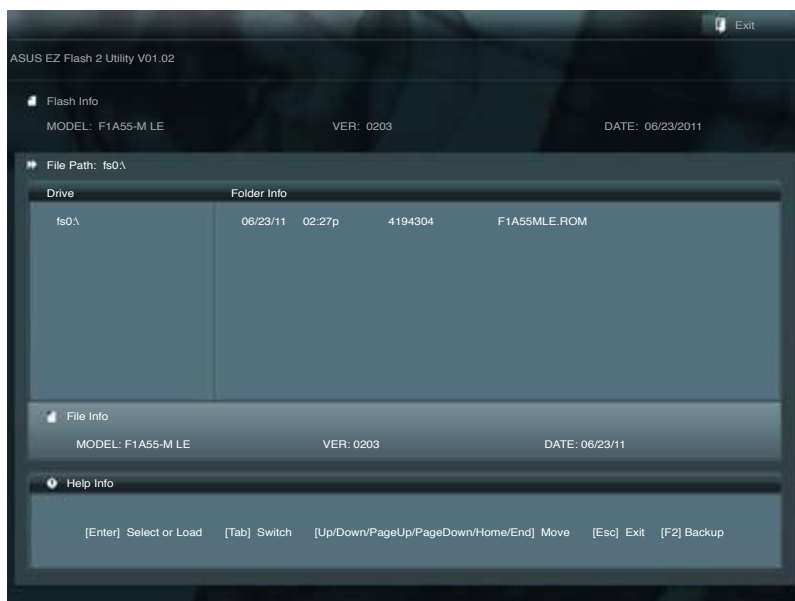 Exit
ASUS EZ Flash 2 Utility V01.02
Flash Info
MODEL: F1A55-M LE VER: 0203 DATE: 06/23/2011
File Path: fs0:\
Drive Folder Info
fs0:\ 06/23/11 02:27p 4194304 F1A55MLE.ROM
File Info
MODEL: F1A55-M LE VER: 0203 DATE: 06/23/11
Help Info
[Enter] Select or Load [Tab] Switch [Up/Down/PageUp/PageDown/Home/End] Move [Esc] Exit [F2] Backup